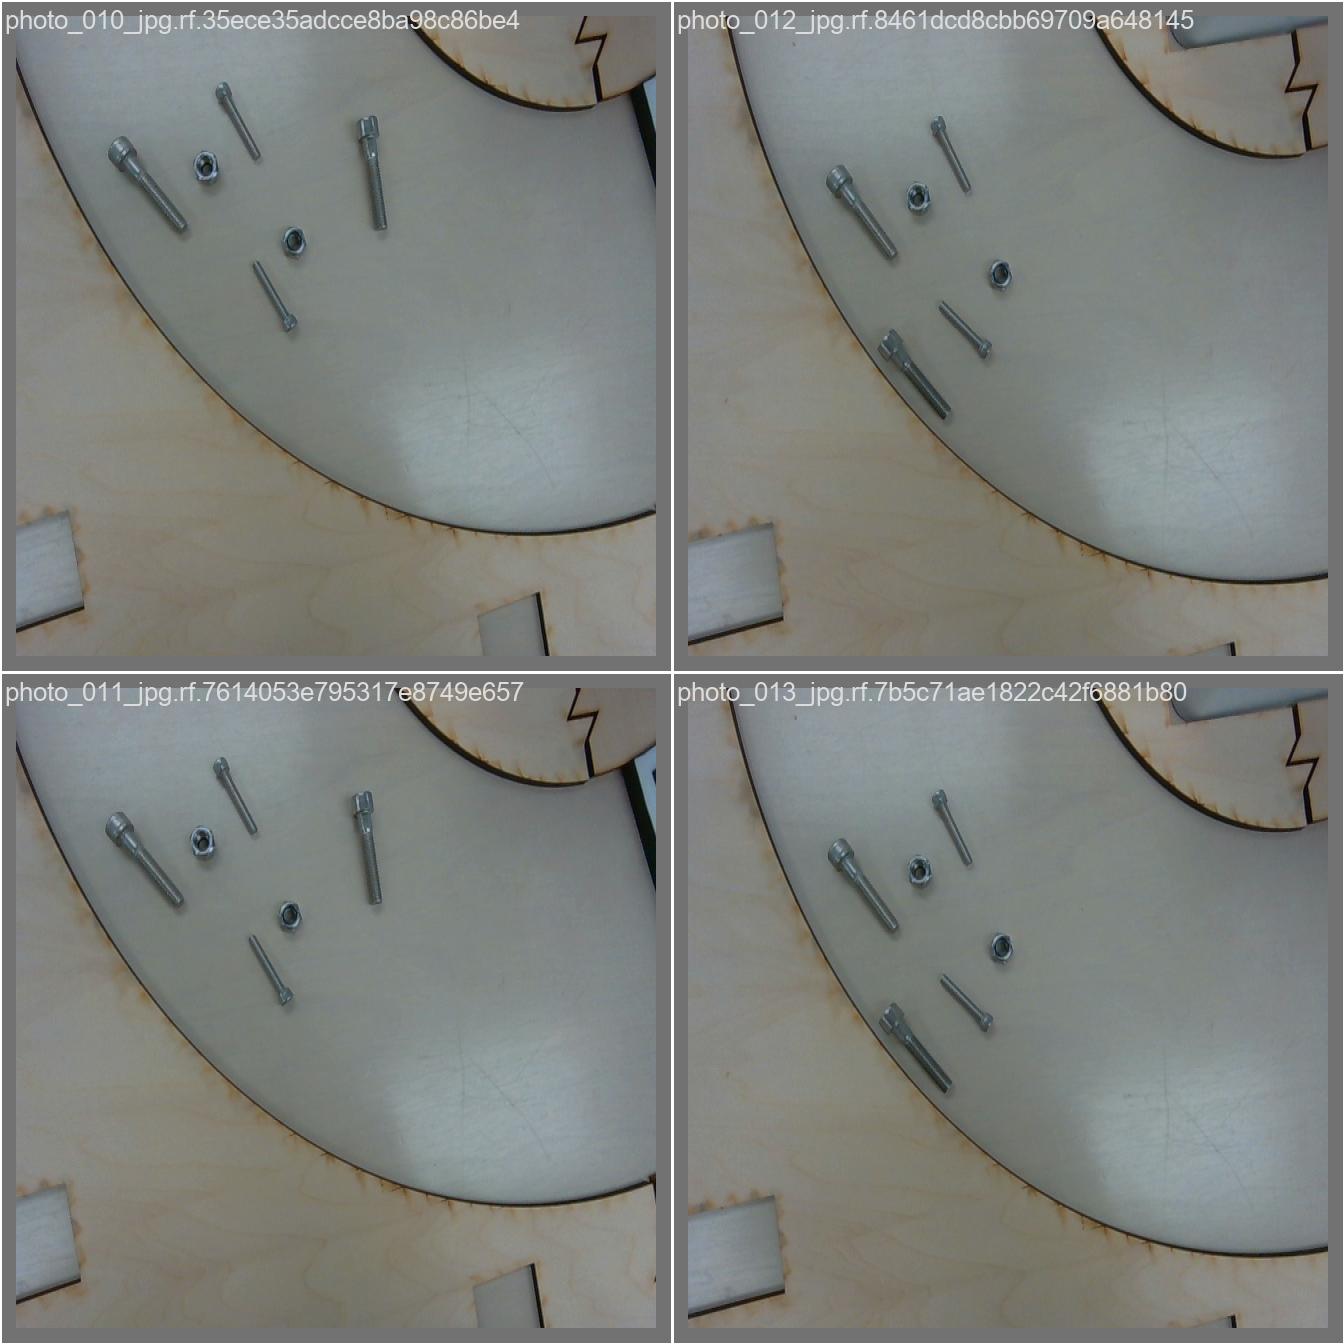 photo_010_jpg.rf.35ece35adcce8ba98c86be4
photo_012_jpg.rf.8461dcd8cbb69709a648145
photo_011_jpg.rf.7614053e795317e8749e657
photo_013_jpg.rf.7b5c71ae1822c42f6881b80